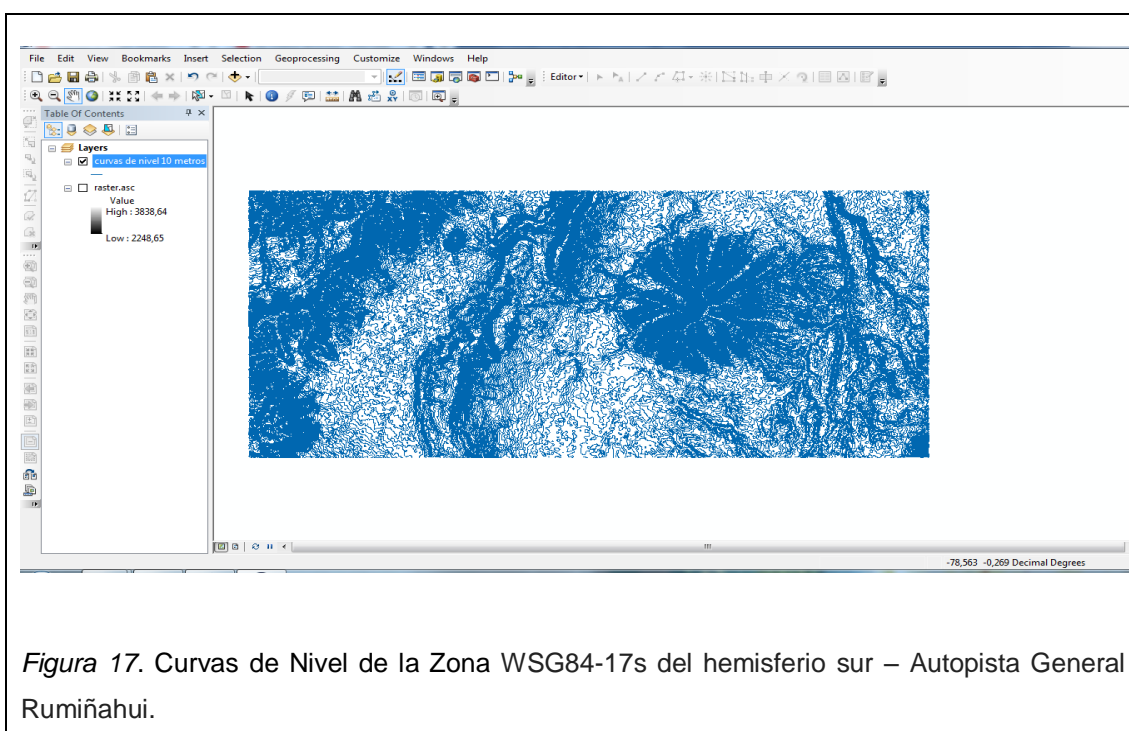 File Edit View Bookmarks Insert Selection Geoprocessing Customize Windows Help
Editor
Table Of Contents
Layers
curvas de nivel 10 metros
raster.asc
Value
High : 3838,64
Low : 2248,65
-78,563 -0,269 Decimal Degrees
Figura 17. Curvas de Nivel de la Zona WSG84-17s del hemisferio sur – Autopista General
Rumiñahui.